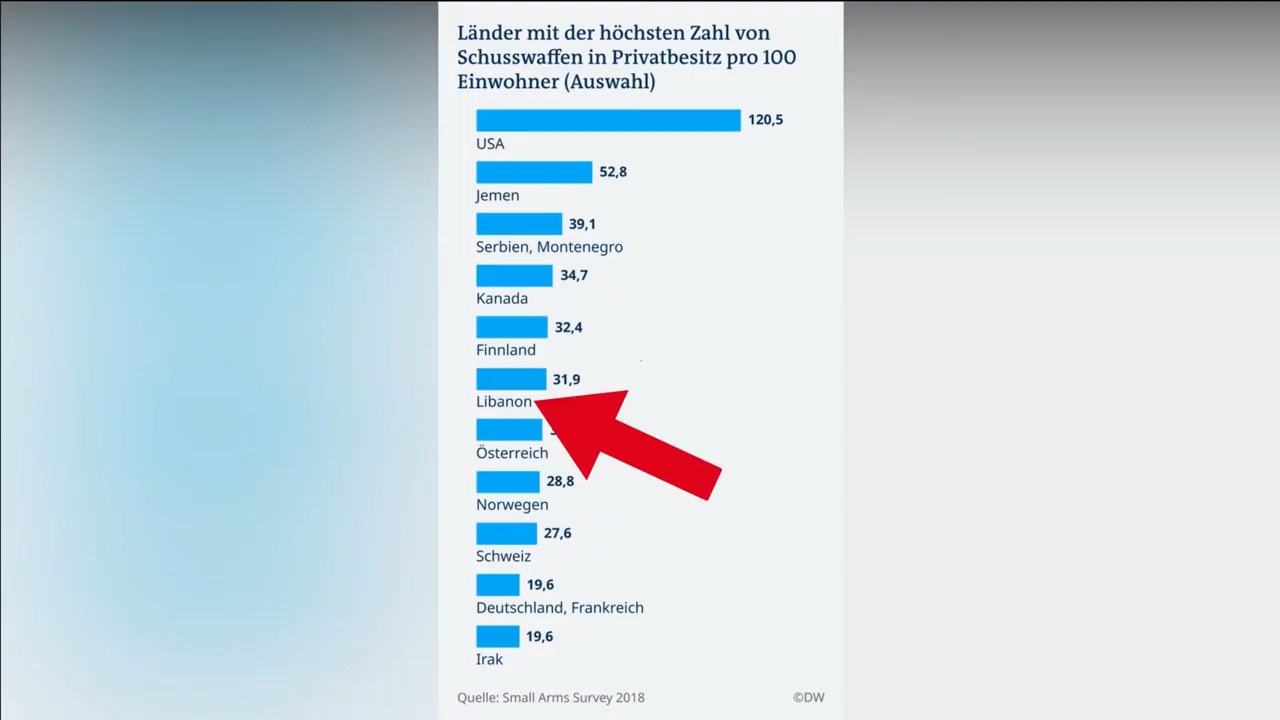 Länder mit der höchsten Zahl von
Schusswaffen in Privatbesitz pro 100
Einwohner (Auswahl)
120,5
USA
52,8
Jemen
39,1
Serbien, Montenegro
34,7
Kanada
32,4
Finnland
31,9
Libanon
Österreich
28,8
Norwegen
27,6
Schweiz
19,6
Deutschland, Frankreich
19,6
Irak
Quelle: Small Arms Survey 2018 ©DW